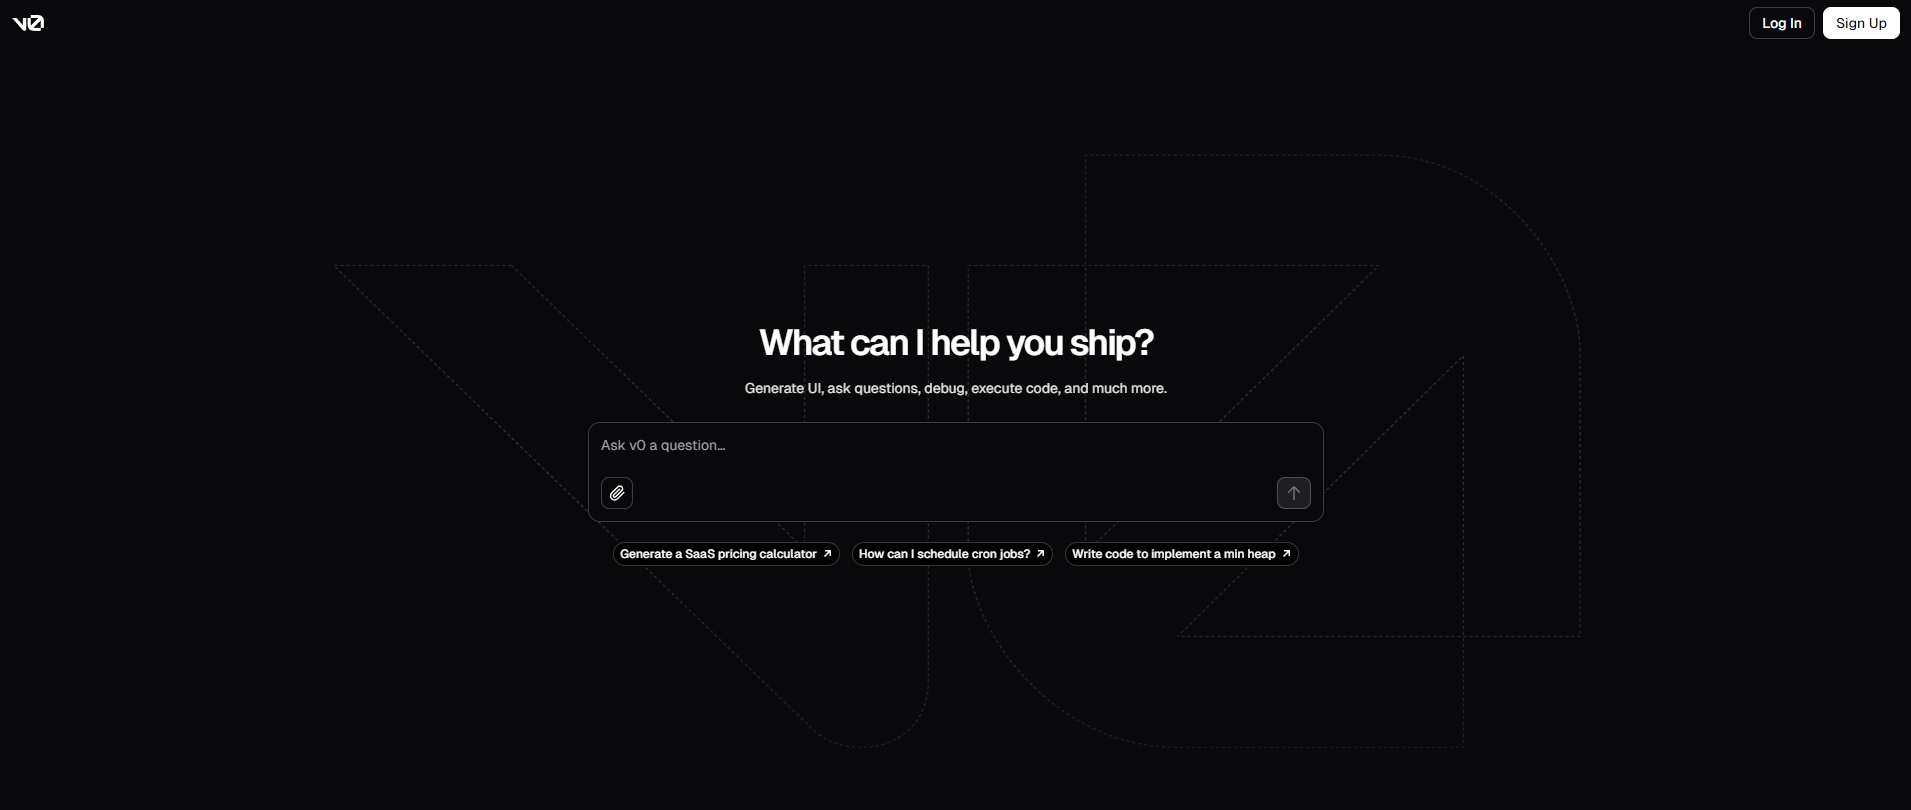 v0
Log In
Sign Up
What can I help you ship?
Generate UI, ask questions, debug, execute code, and much more.
Ask v0 a question...
Generate a SaaS pricing calculator
How can I schedule cron jobs?
Write code to implement a min heap